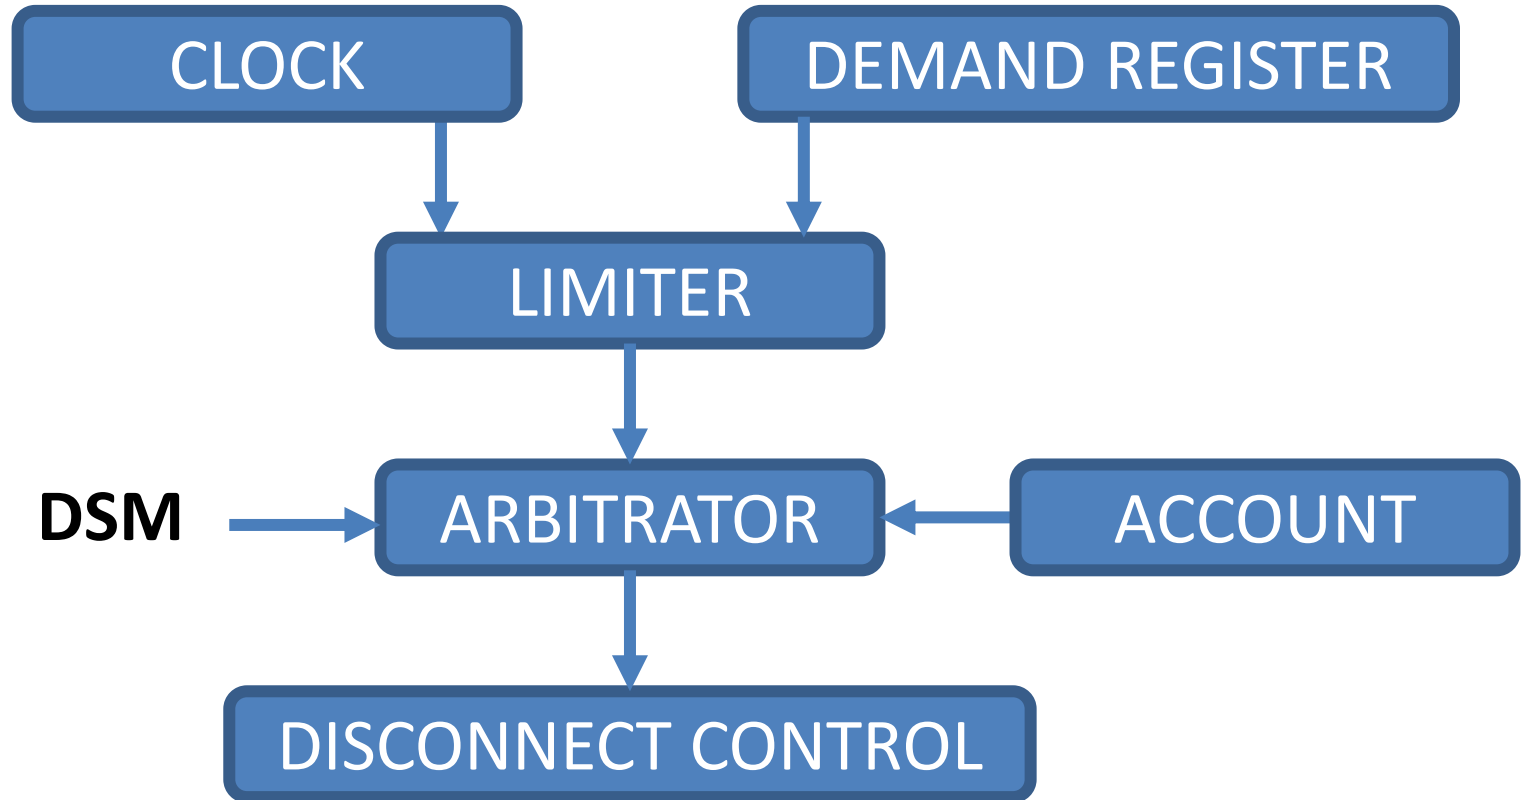 CLOCK
DEMAND REGISTER
LIMITER
DSM
ARBITRATOR
ACCOUNT
DISCONNECT CONTROL